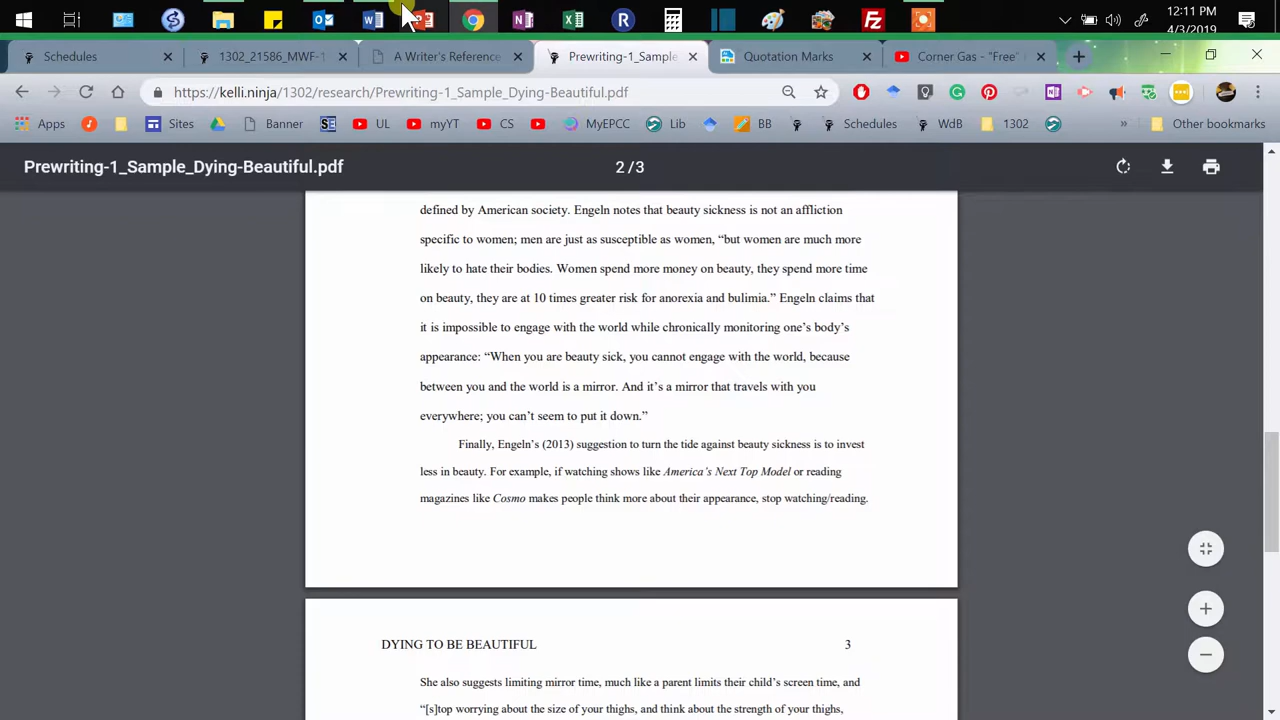 12:11 PM
4/3/2019
Schedules
1302_21586_MWF-1
A Writer's Reference
Prewriting-1_Sample
Quotation Marks
Corner Gas - "Free"
https://kelli.ninja/1302/research/Prewriting-1_Sample_Dying-Beautiful.pdf
Apps
Sites
Banner
UL
myYT
CS
MyEPCC
Lib
BB
Schedules
WdB
1302
»
Other bookmarks
Prewriting-1_Sample_Dying-Beautiful.pdf
2 / 3
defined by American society. Engeln notes that beauty sickness is not an affliction
specific to women; men are just as susceptible as women, “but women are much more
likely to hate their bodies. Women spend more money on beauty, they spend more time
on beauty, they are at 10 times greater risk for anorexia and bulimia.” Engeln claims that
it is impossible to engage with the world while chronically monitoring one’s body’s
appearance: “When you are beauty sick, you cannot engage with the world, because
between you and the world is a mirror. And it’s a mirror that travels with you
everywhere; you can’t seem to put it down.”
Finally, Engeln’s (2013) suggestion to turn the tide against beauty sickness is to invest
less in beauty. For example, if watching shows like America’s Next Top Model or reading
magazines like Cosmo makes people think more about their appearance, stop watching/reading.
DYING TO BE BEAUTIFUL 3
She also suggests limiting mirror time, much like a parent limits their child’s screen time, and
“[s]top worrying about the size of your thighs, and think about the strength of your thighs,